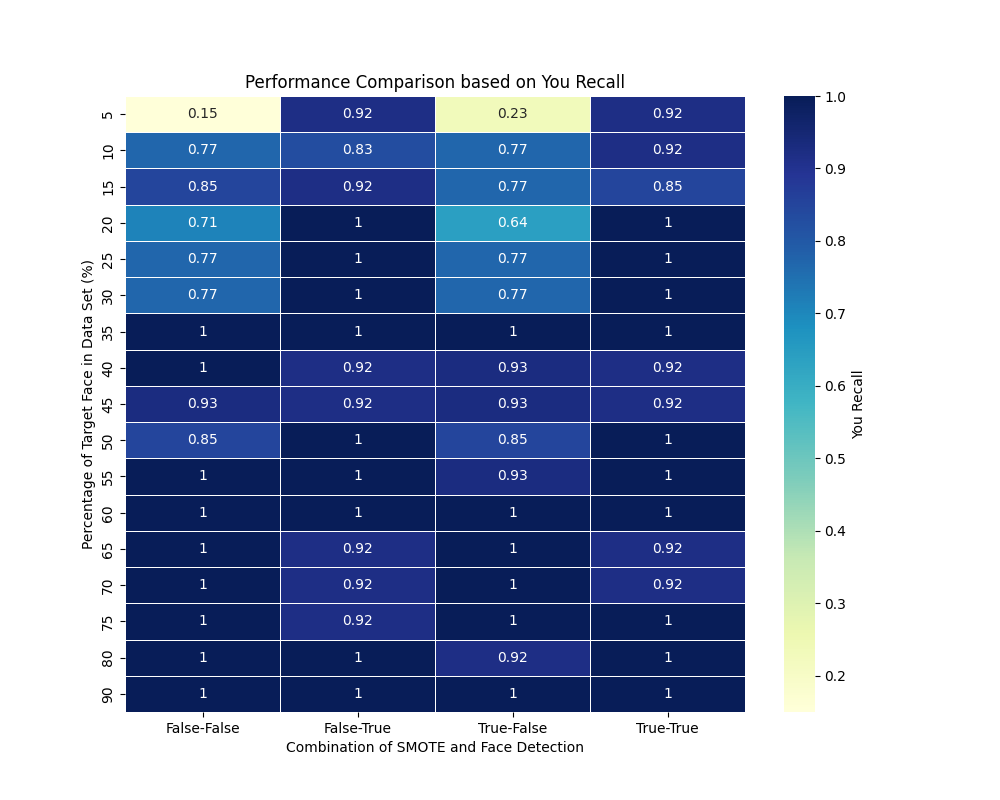 Performance Comparison based on You Recall
5 0.15 0.92 0.23 0.92
10 0.77 0.83 0.77 0.92
15 0.85 0.92 0.77 0.85
20 0.71 1 0.64 1
25 0.77 1 0.77 1
30 0.77 1 0.77 1
35 1 1 1 1
40 1 0.92 0.93 0.92
45 0.93 0.92 0.93 0.92
50 0.85 1 0.85 1
55 1 1 0.93 1
60 1 1 1 1
65 1 0.92 1 0.92
70 1 0.92 1 0.92
75 1 0.92 1 1
80 1 1 0.92 1
90 1 1 1 1
False-False False-True True-False True-True
Combination of SMOTE and Face Detection
Percentage of Target Face in Data Set (%)
1.0
0.9
0.8
0.7
0.6
0.5
0.4
0.3
0.2
You Recall